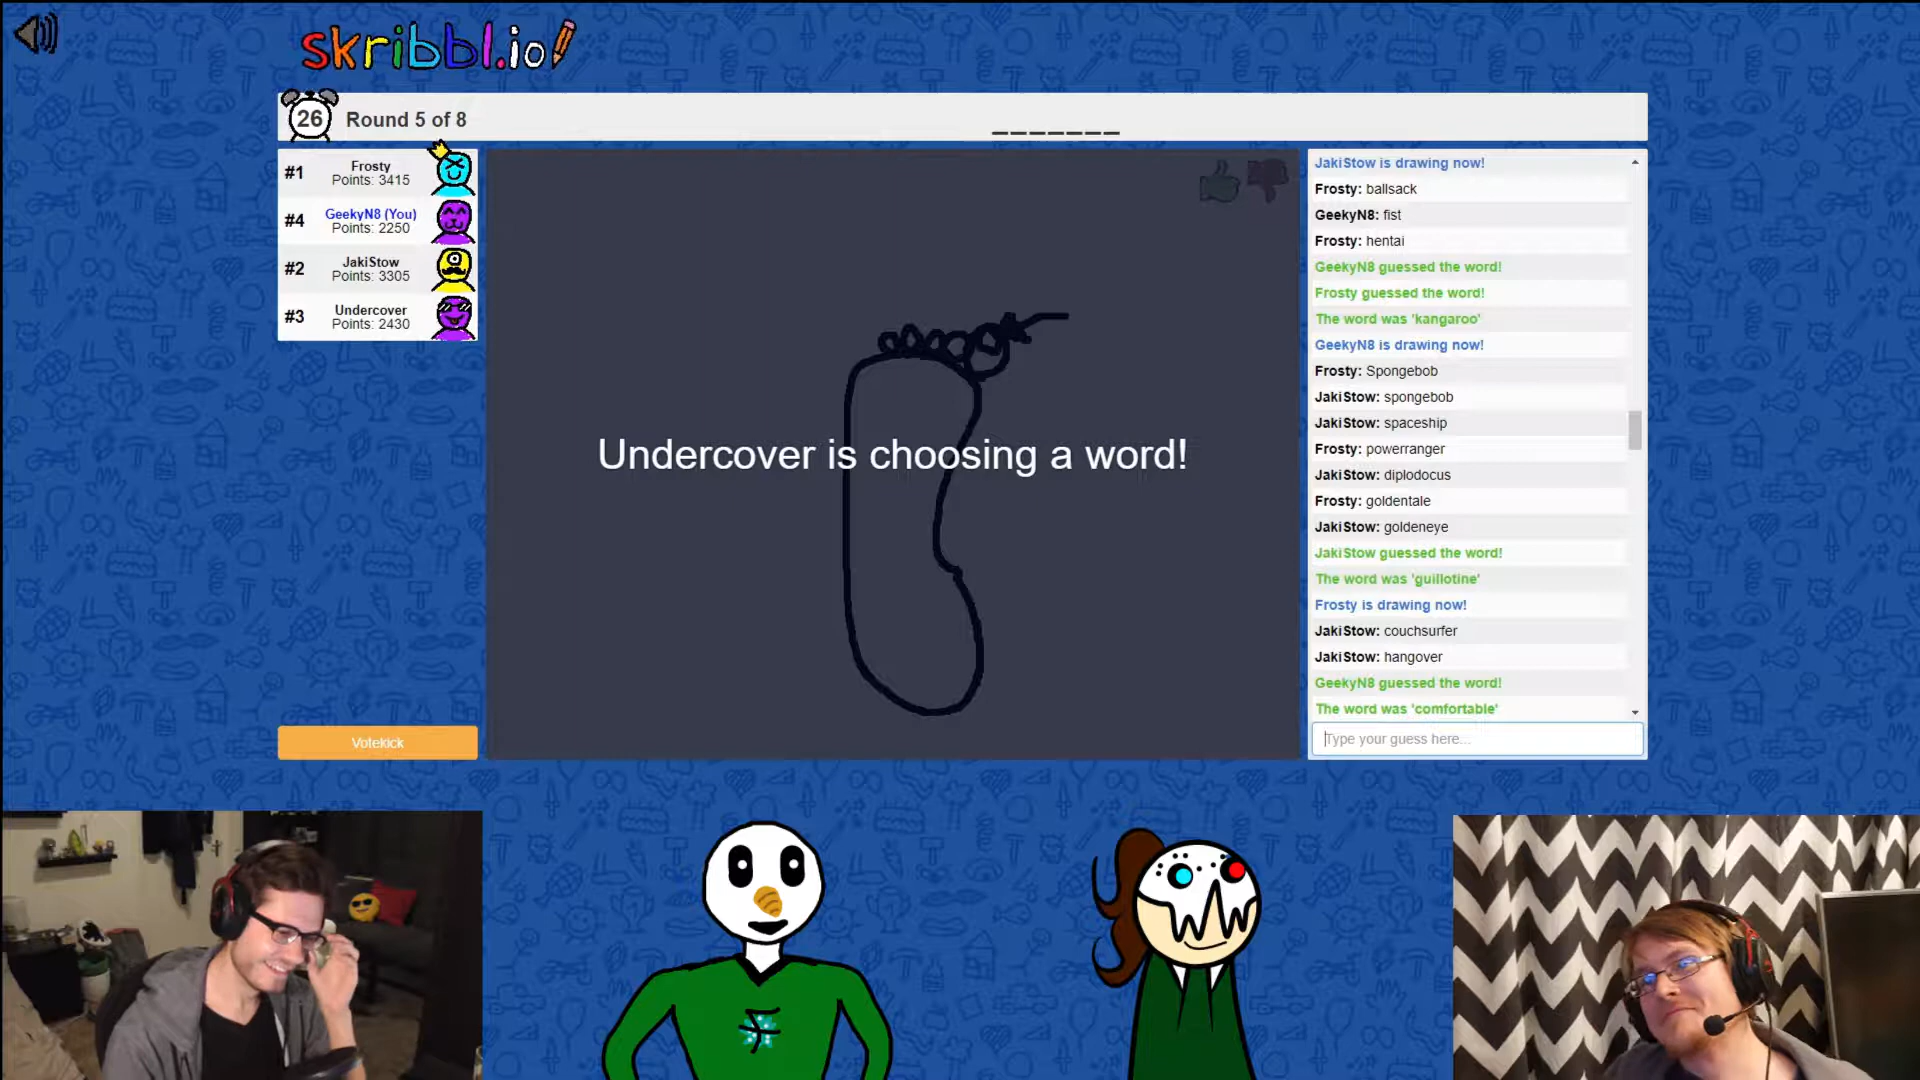 skribbl.io
26
Round 5 of 8
_______
#1
Frosty
Points: 3415
#4
GeekyN8 (You)
Points: 2250
#2
JakiStow
Points: 3305
#3
Undercover
Points: 2430
Votekick
Undercover is choosing a word!
JakiStow is drawing now!
Frosty: ballsack
GeekyN8: fist
Frosty: hentai
GeekyN8 guessed the word!
Frosty guessed the word!
The word was 'kangaroo'
GeekyN8 is drawing now!
Frosty: Spongebob
JakiStow: spongebob
JakiStow: spaceship
Frosty: powerranger
JakiStow: diplodocus
Frosty: goldentale
JakiStow: goldeneye
JakiStow guessed the word!
The word was 'guillotine'
Frosty is drawing now!
JakiStow: couchsurfer
JakiStow: hangover
GeekyN8 guessed the word!
The word was 'comfortable'
Type your guess here...